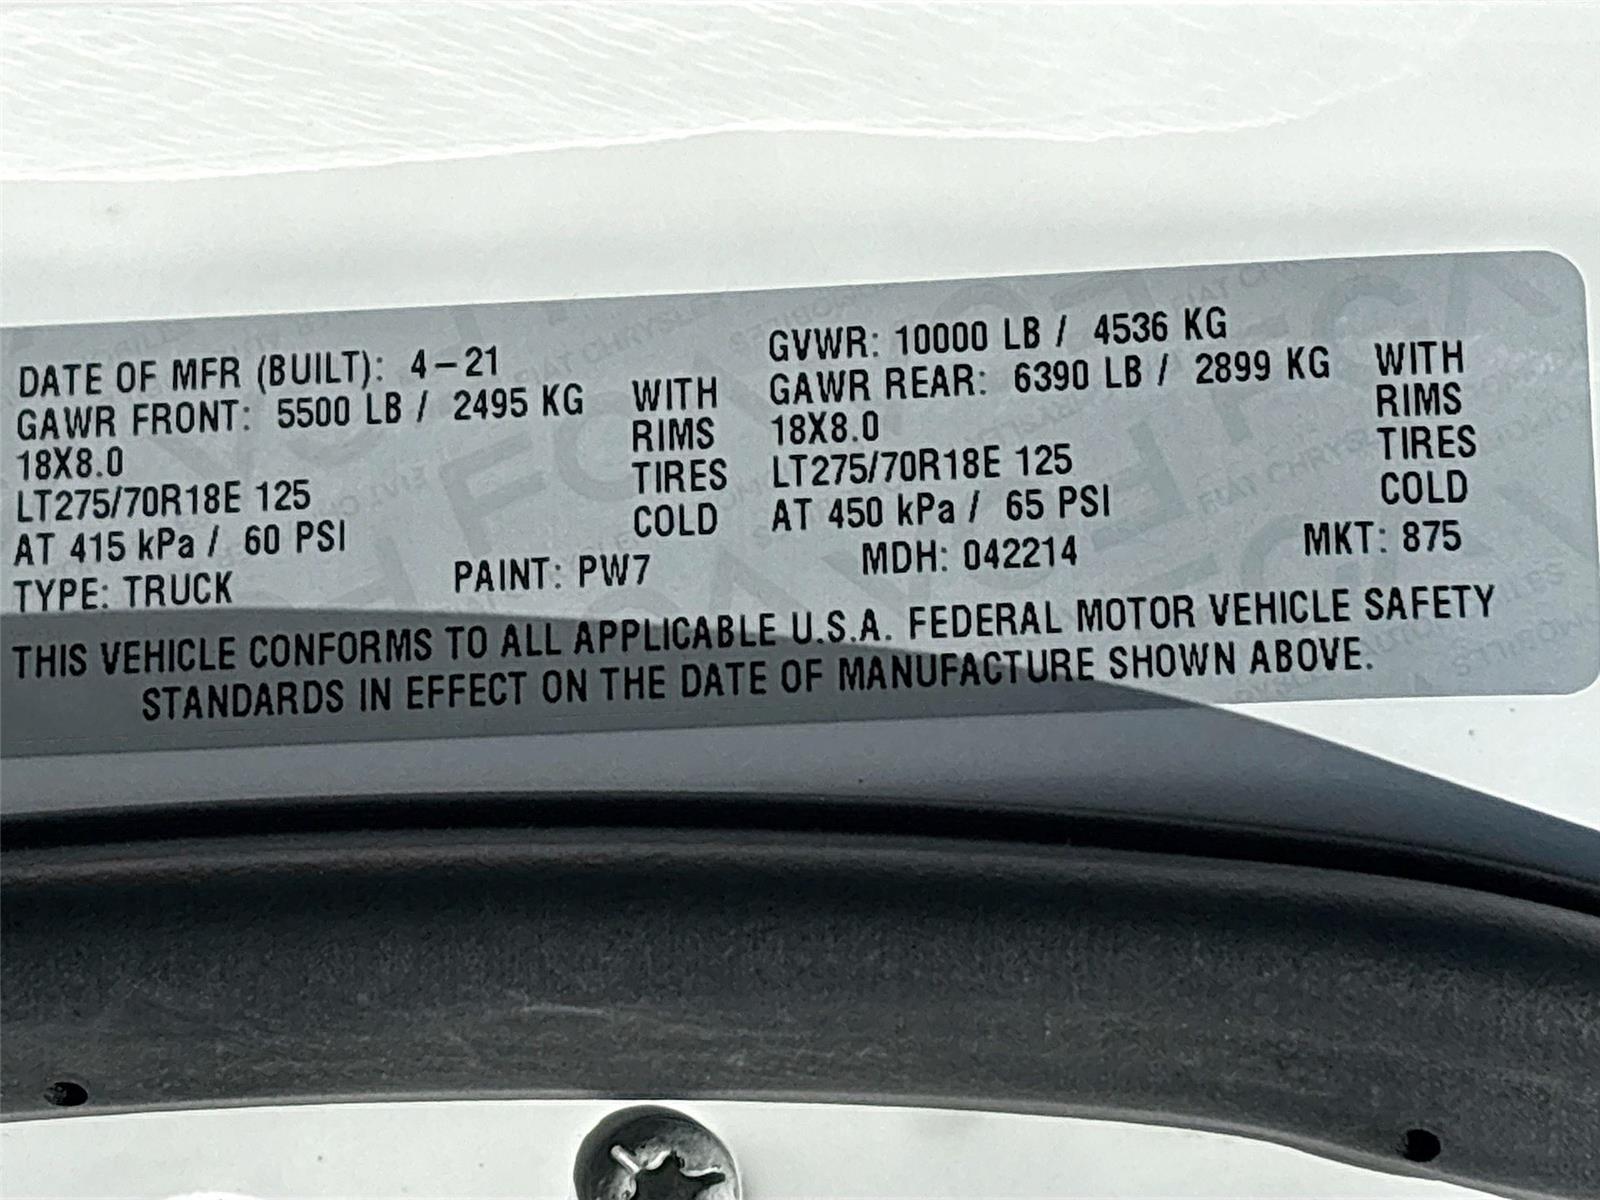 DATE OF MFR (BUILT): 4-21 GVWR: 10000 LB / 4536 KG
GAWR FRONT: 5500 LB / 2495 KG WITH GAWR REAR: 6390 LB / 2899 KG WITH
18X8.0 RIMS 18X8.0 RIMS
LT275/70R18E 125 TIRES LT275/70R18E 125 TIRES
AT 415 kPa / 60 PSI COLD AT 450 kPa / 65 PSI COLD
TYPE: TRUCK PAINT: PW7 MDH: 042214 MKT: 875
THIS VEHICLE CONFORMS TO ALL APPLICABLE U.S.A. FEDERAL MOTOR VEHICLE SAFETY
STANDARDS IN EFFECT ON THE DATE OF MANUFACTURE SHOWN ABOVE.